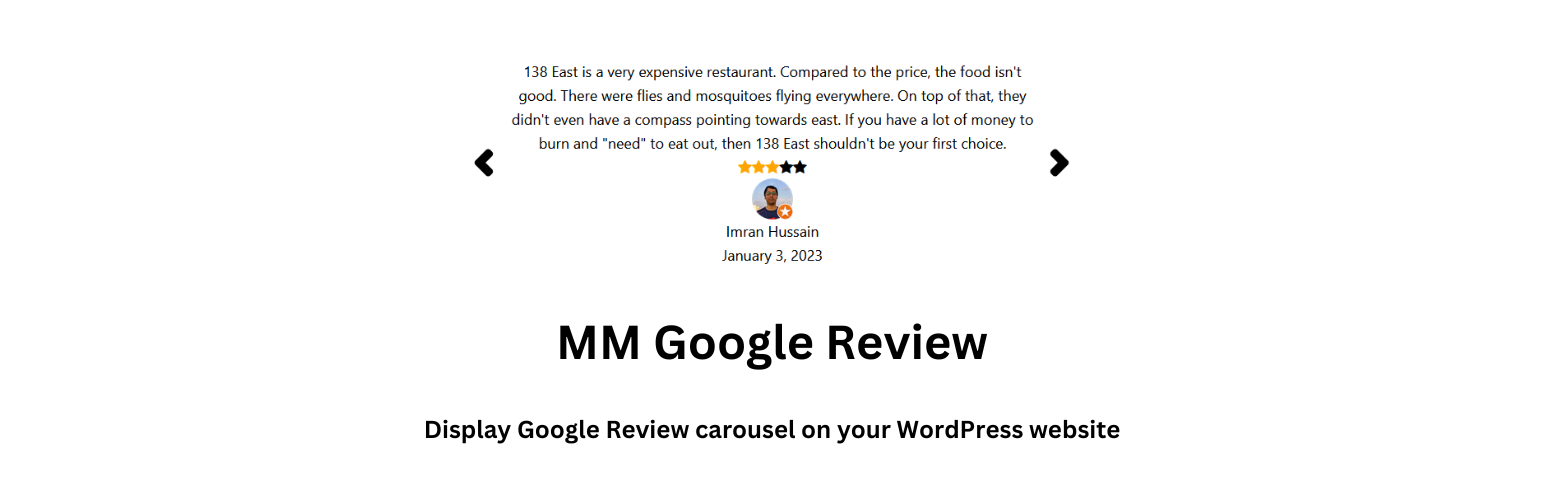 138 East is a very expensive restaurant. Compared to the price, the food isn't
good. There were flies and mosquitoes flying everywhere. On top of that, they
didn't even have a compass pointing towards east. If you have a lot of money to
burn and "need" to eat out, then 138 East shouldn't be your first choice.
Imran Hussain
January 3, 2023
MM Google Review
Display Google Review carousel on your WordPress website